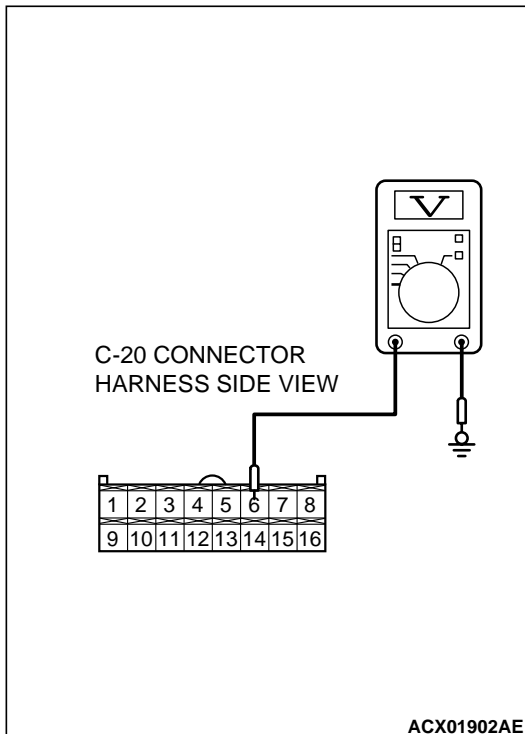 V
C-20 CONNECTOR
HARNESS SIDE VIEW
1 2 3 4 5 6 7 8
9 10 11 12 13 14 15 16
ACX01902AE